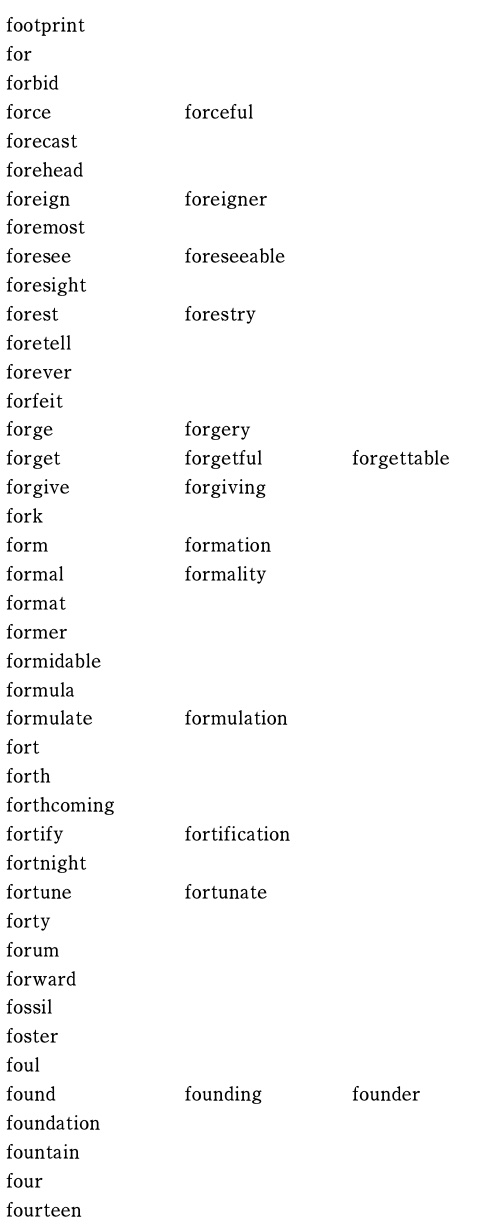 footprint
for
forbid
force forceful
forecast
forehead
foreign foreigner
foremost
foresee foreseeable
foresight
forest forestry
foretell
forever
forfeit
forge forgery
forget forgetful forgettable
forgive forgiving
fork
form formation
formal formality
format
former
formidable
formula
formulate formulation
fort
forth
forthcoming
fortify fortification
fortnight
fortune fortunate
forty
forum
forward
fossil
foster
foul
found founding founder
foundation
fountain
four
fourteen